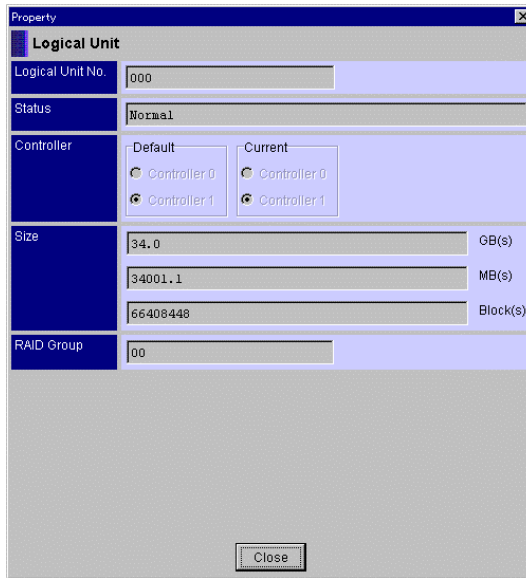 Property
Logical Unit
Logical Unit No.
000
Status
Normal
Controller
Default
Current
Controller 0
Controller 0
Controller 1
Controller 1
Size
34.0
GB(s)
34001.1
MB(s)
66408448
Block(s)
RAID Group
00
Close